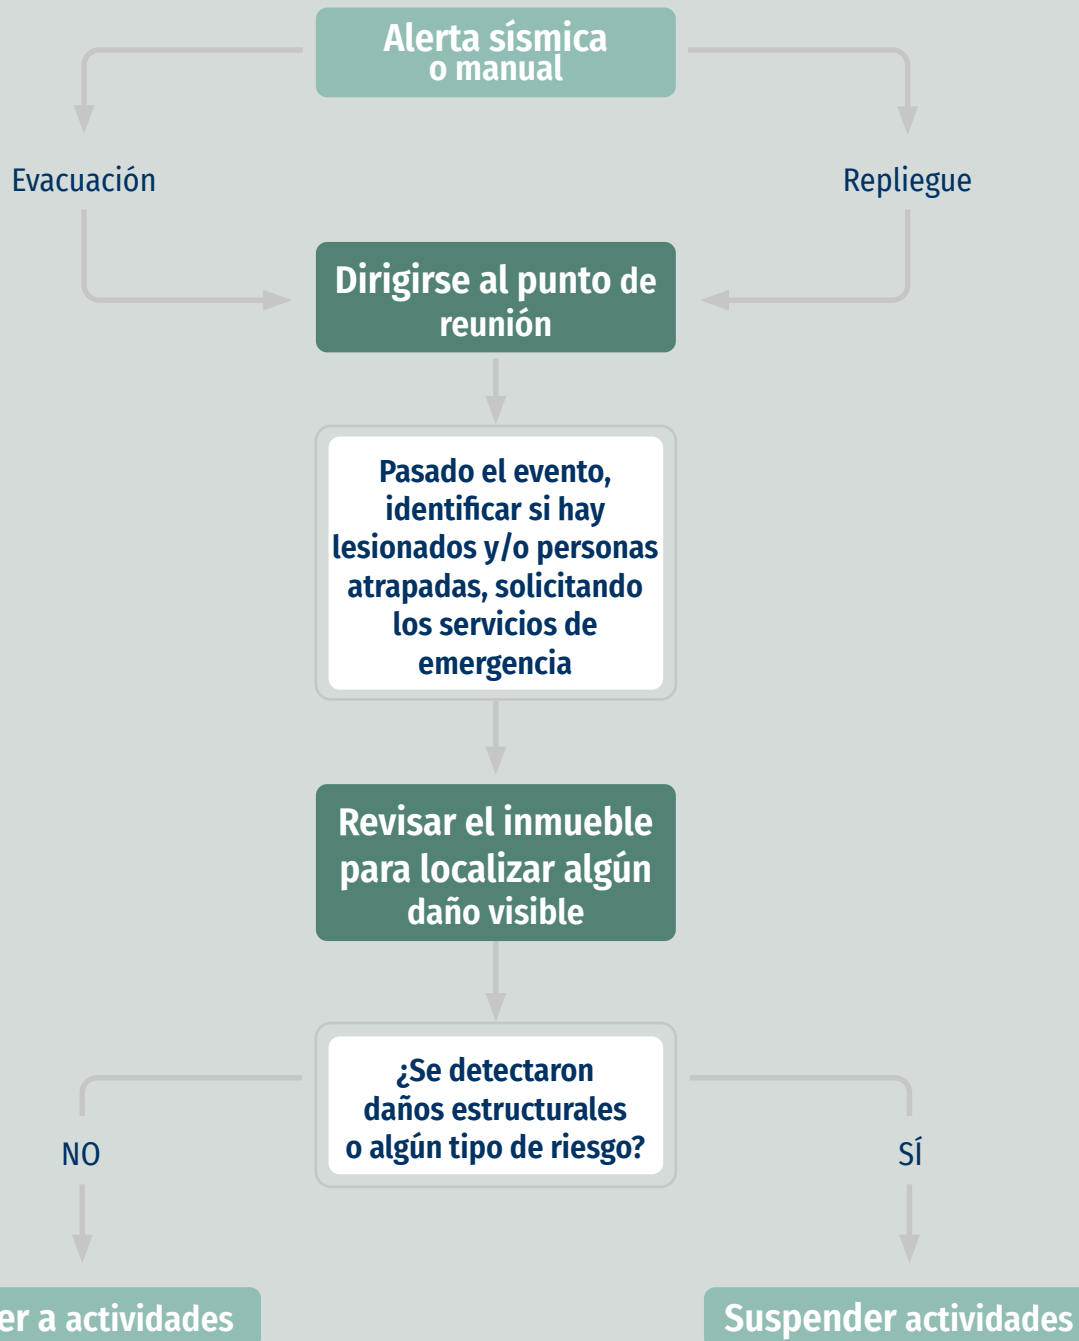 Alerta sísmica
o manual
Evacuación
Repliegue
Dirigirse al punto de
reunión
Pasado el evento,
identificar si hay
lesionados y/o personas
atrapadas, solicitando
los servicios de
emergencia
Revisar el inmueble
para localizar algún
daño visible
¿Se detectaron
daños estructurales
o algún tipo de riesgo?
NO
SÍ
er a actividades
Suspender actividades